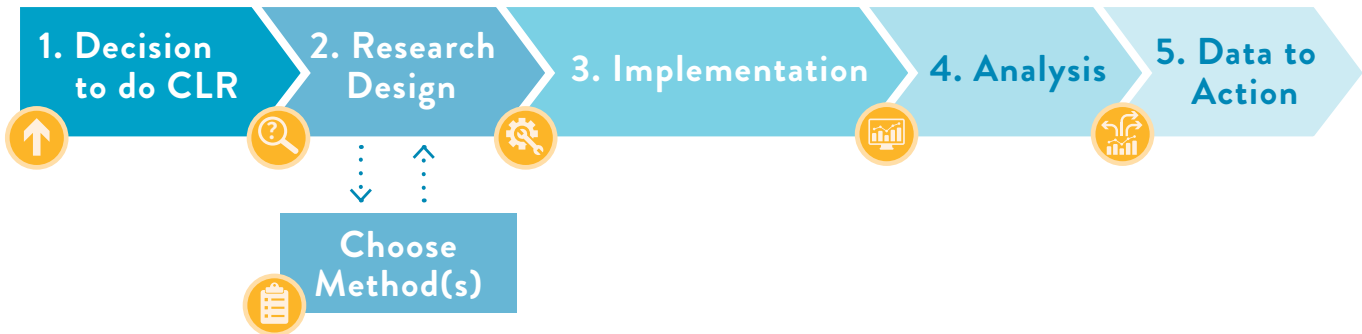 1. Decision
to do CLR
2. Research
Design
3. Implementation
4. Analysis
5. Data to
Action
Choose
Method(s)